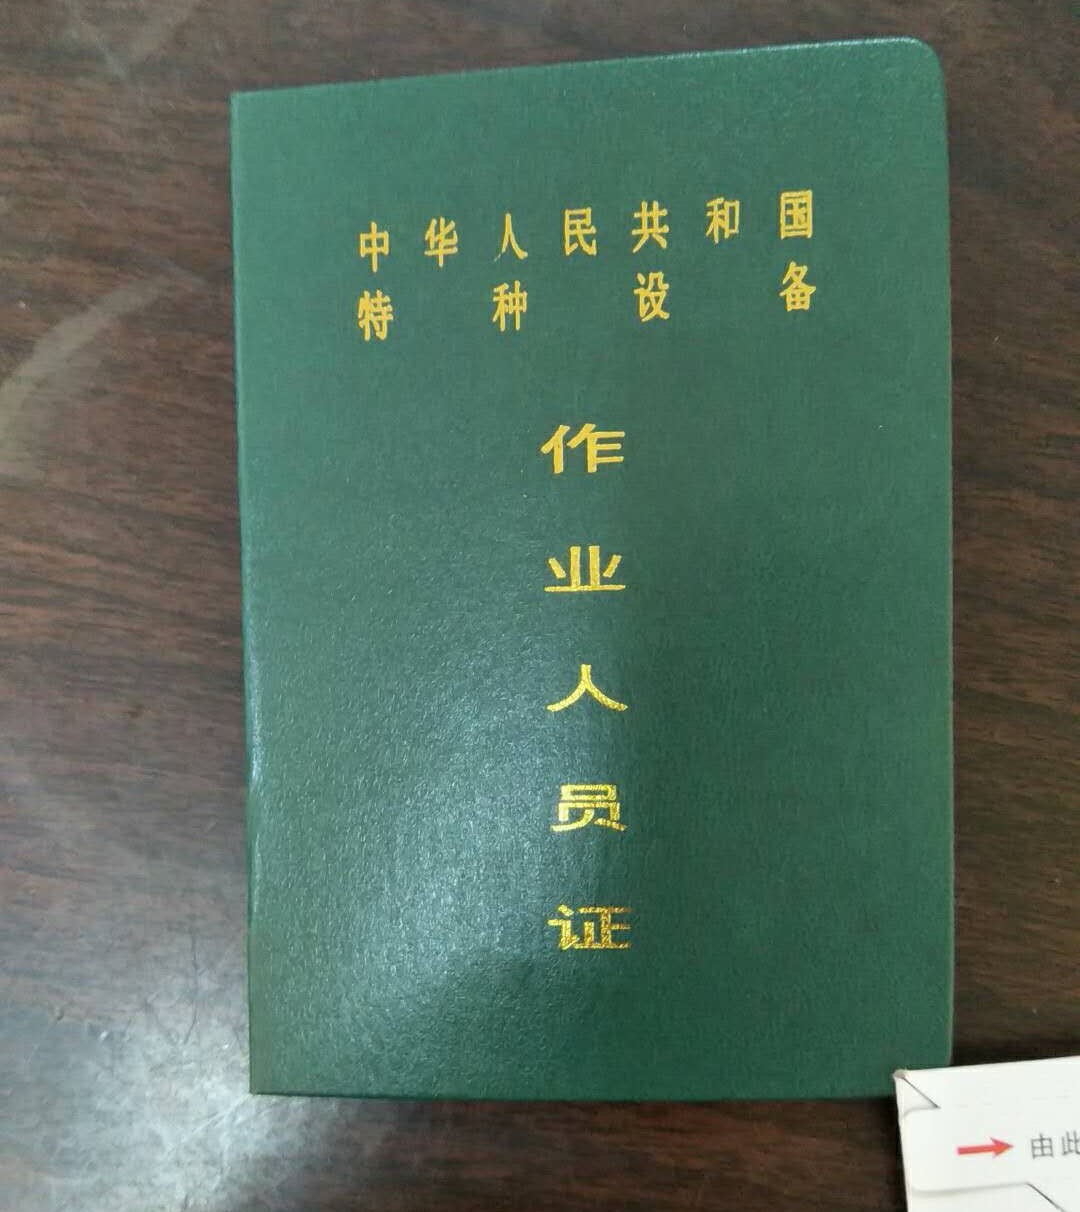 中华人民共和国
特种设备
作业人员证
由此